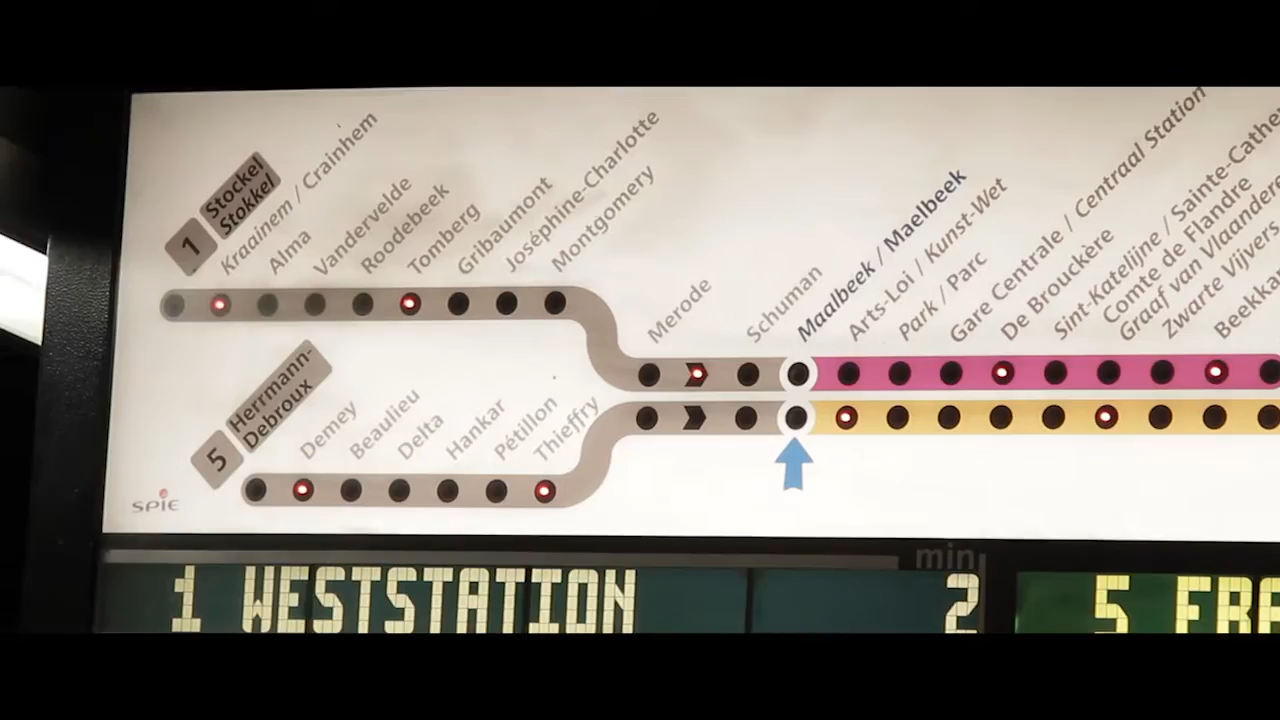 1
Stockel
Stokkel
Kraainem / Crainhem
Alma
Vandervelde
Roodebeek
Tomberg
Gribaumont
Joséphine-Charlotte
Montgomery
Merode
Schuman
Maalbeek / Maelbeek
Arts-Loi / Kunst-Wet
Park / Parc
Gare Centrale / Centraal Station
De Brouckère
Sint-Katelijne / Sainte-Cather
Comte de Flandre
Graaf van Vlaandere
Zwarte Vijvers
Beekka
5
Herrmann-
Debroux
Demey
Beaulieu
Delta
Hankar
Pétillon
Thieffry
SPIE
min
1 WESTSTATION 2
5 FRE